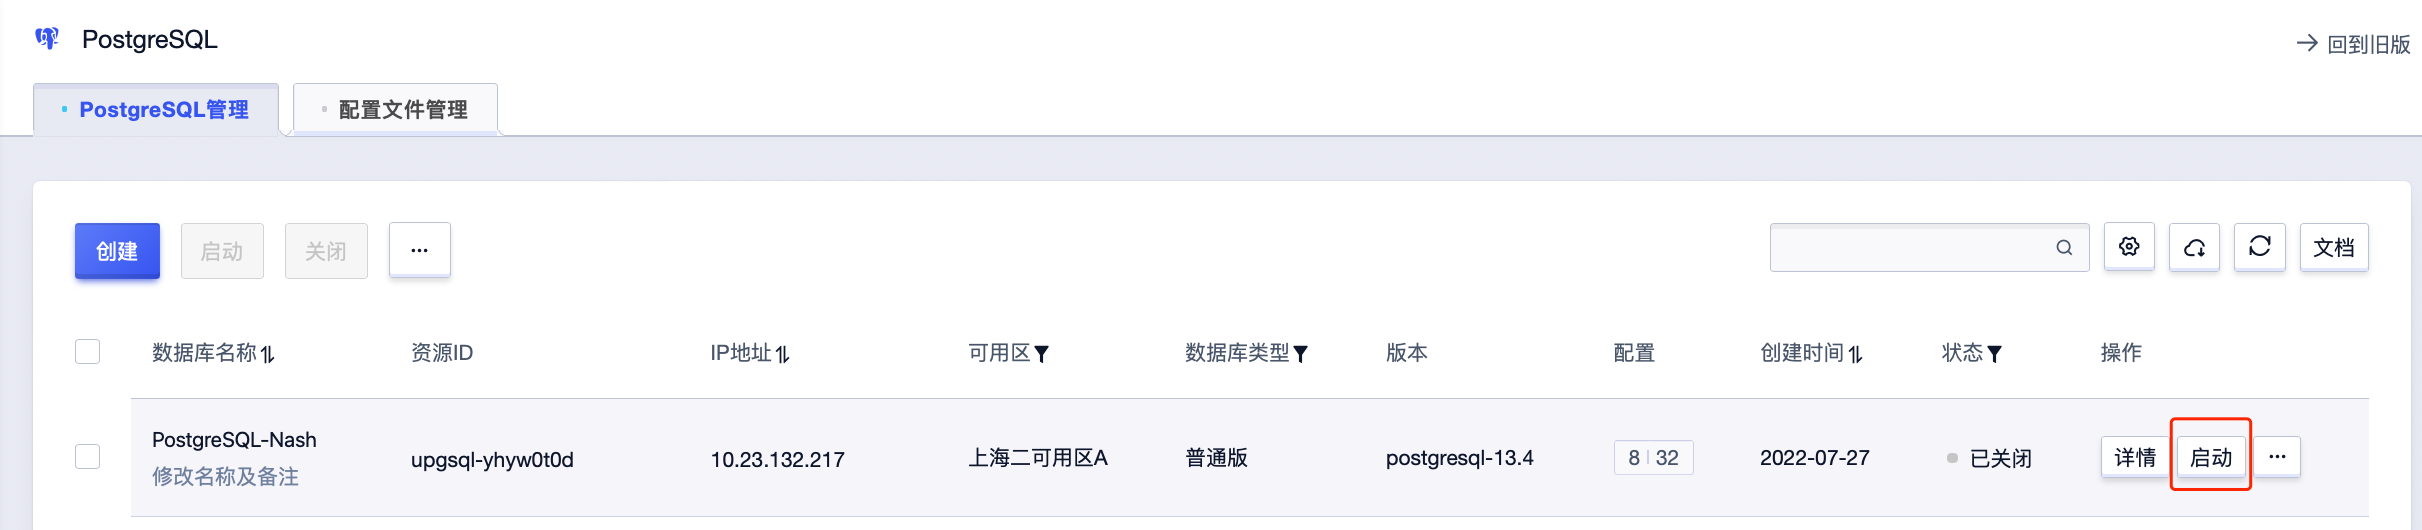 PostgreSQL
回到旧版
PostgreSQL管理
配置文件管理
创建 启动 关闭 ...
文档
数据库名称 资源ID IP地址 可用区 数据库类型 版本 配置 创建时间 状态 操作
PostgreSQL-Nash
修改名称及备注
upgsql-yhyw0t0d 10.23.132.217 上海二可用区A 普通版 postgresql-13.4 8 | 32 2022-07-27 已关闭 详情 启动 ...